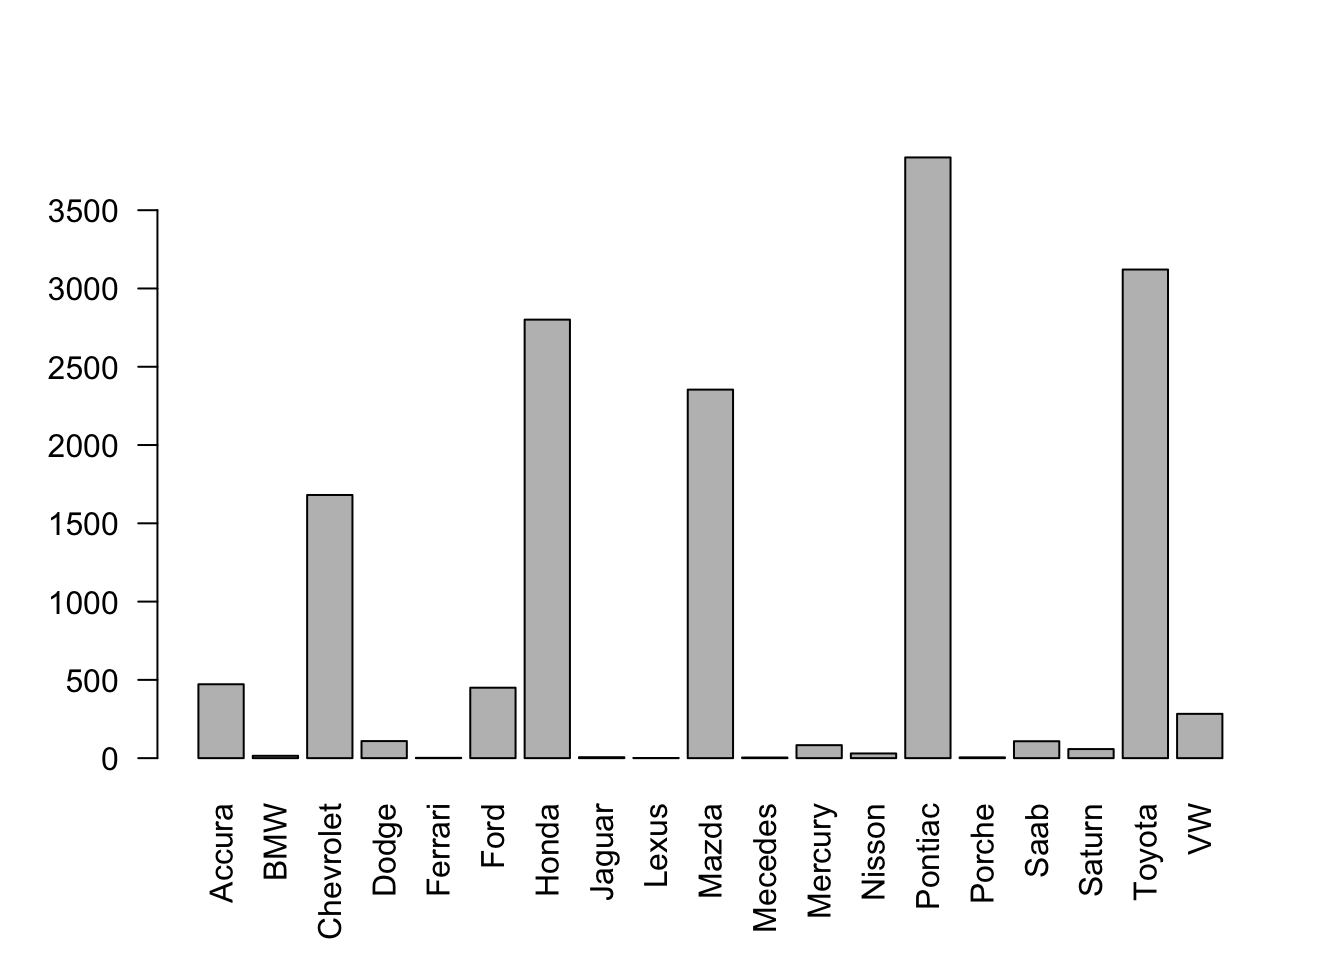 3500
3000
2500
2000
1500
1000
500
0
Accura
BMW
Chevrolet
Dodge
Ferrari
Ford
Honda
Jaguar
Lexus
Mazda
Mecedes
Mercury
Nisson
Pontiac
Porche
Saab
Saturn
Toyota
VW